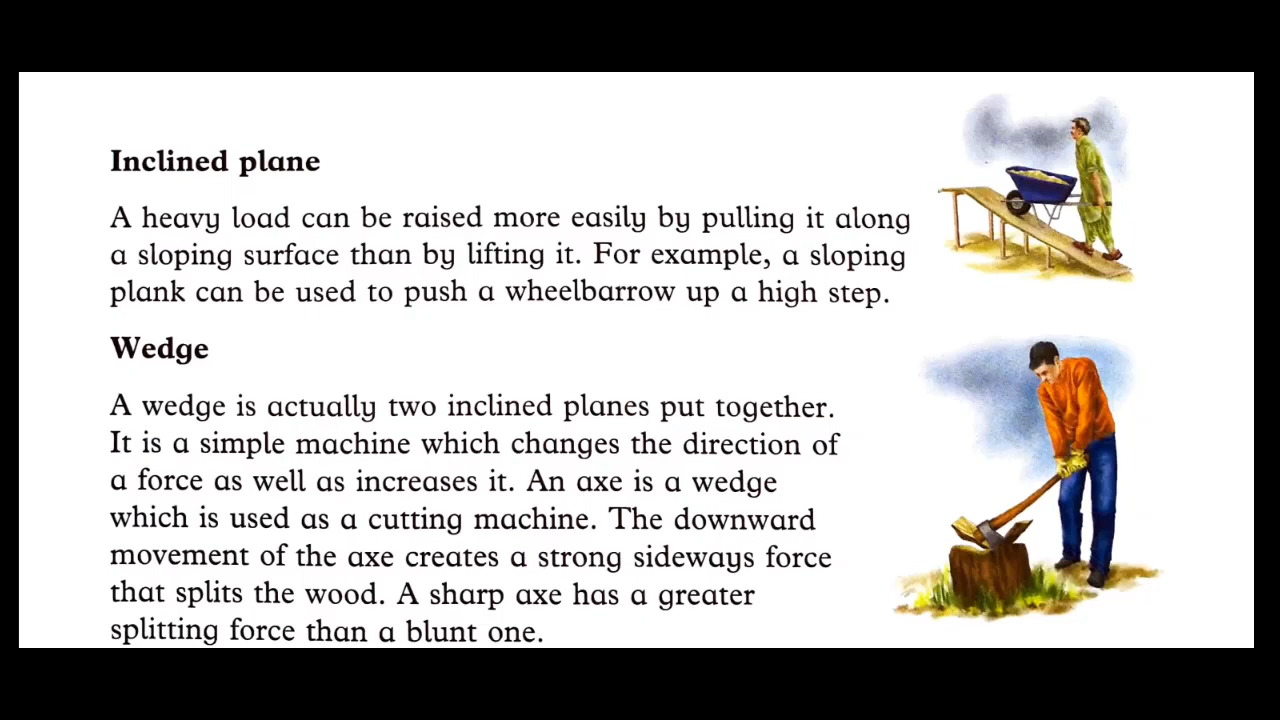 Inclined plane
A heavy load can be raised more easily by pulling it along
a sloping surface than by lifting it. For example, a sloping
plank can be used to push a wheelbarrow up a high step.
Wedge
A wedge is actually two inclined planes put together.
It is a simple machine which changes the direction of
a force as well as increases it. An axe is a wedge
which is used as a cutting machine. The downward
movement of the axe creates a strong sideways force
that splits the wood. A sharp axe has a greater
splitting force than a blunt one.